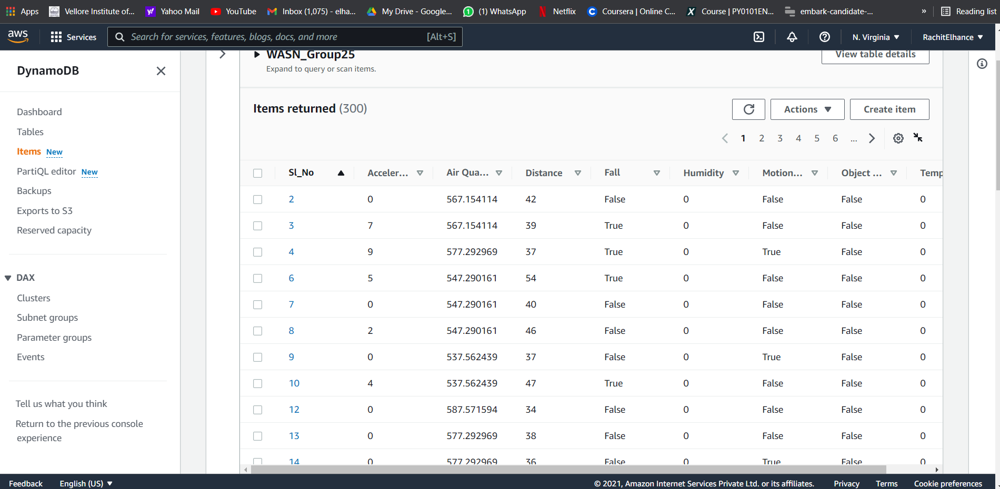 Apps Vellore Institute of... Yahoo Mail YouTube Inbox (1,075) - elha... My Drive - Google... (1) WhatsApp Netflix Coursera | Online C... Course | PY0101EN... embark-candidate-... » Reading list
aws Services Search for services, features, blogs, docs, and more [Alt+S] N. Virginia ▼ RachitElhance ▼
DynamoDB
Dashboard
Tables
Items New
PartiQL editor New
Backups
Exports to S3
Reserved capacity
DAX
Clusters
Subnet groups
Parameter groups
Events
Tell us what you think
Return to the previous console
experience
WASN_Group25 View table details
Expand to query or scan items.
Items returned (300) Actions ▼ Create item
1 2 3 4 5 6 ...
Sl_No Acceler... Air Qua... Distance Fall Humidity Motion... Object ... Temp
2 0 567.154114 42 False 0 False False 0
3 7 567.154114 39 True 0 False False 0
4 9 577.292969 37 True 0 True False 0
6 5 547.290161 54 True 0 False False 0
7 0 547.290161 40 False 0 False False 0
8 2 547.290161 46 False 0 False False 0
9 0 537.562439 37 False 0 True False 0
10 4 537.562439 47 True 0 False False 0
12 0 587.571594 34 False 0 False False 0
13 0 577.292969 38 False 0 False False 0
14 0 577.292969 36 False 0 True False 0
Feedback English (US) ▼ © 2021, Amazon Internet Services Private Ltd. or its affiliates. Privacy Terms Cookie preferences